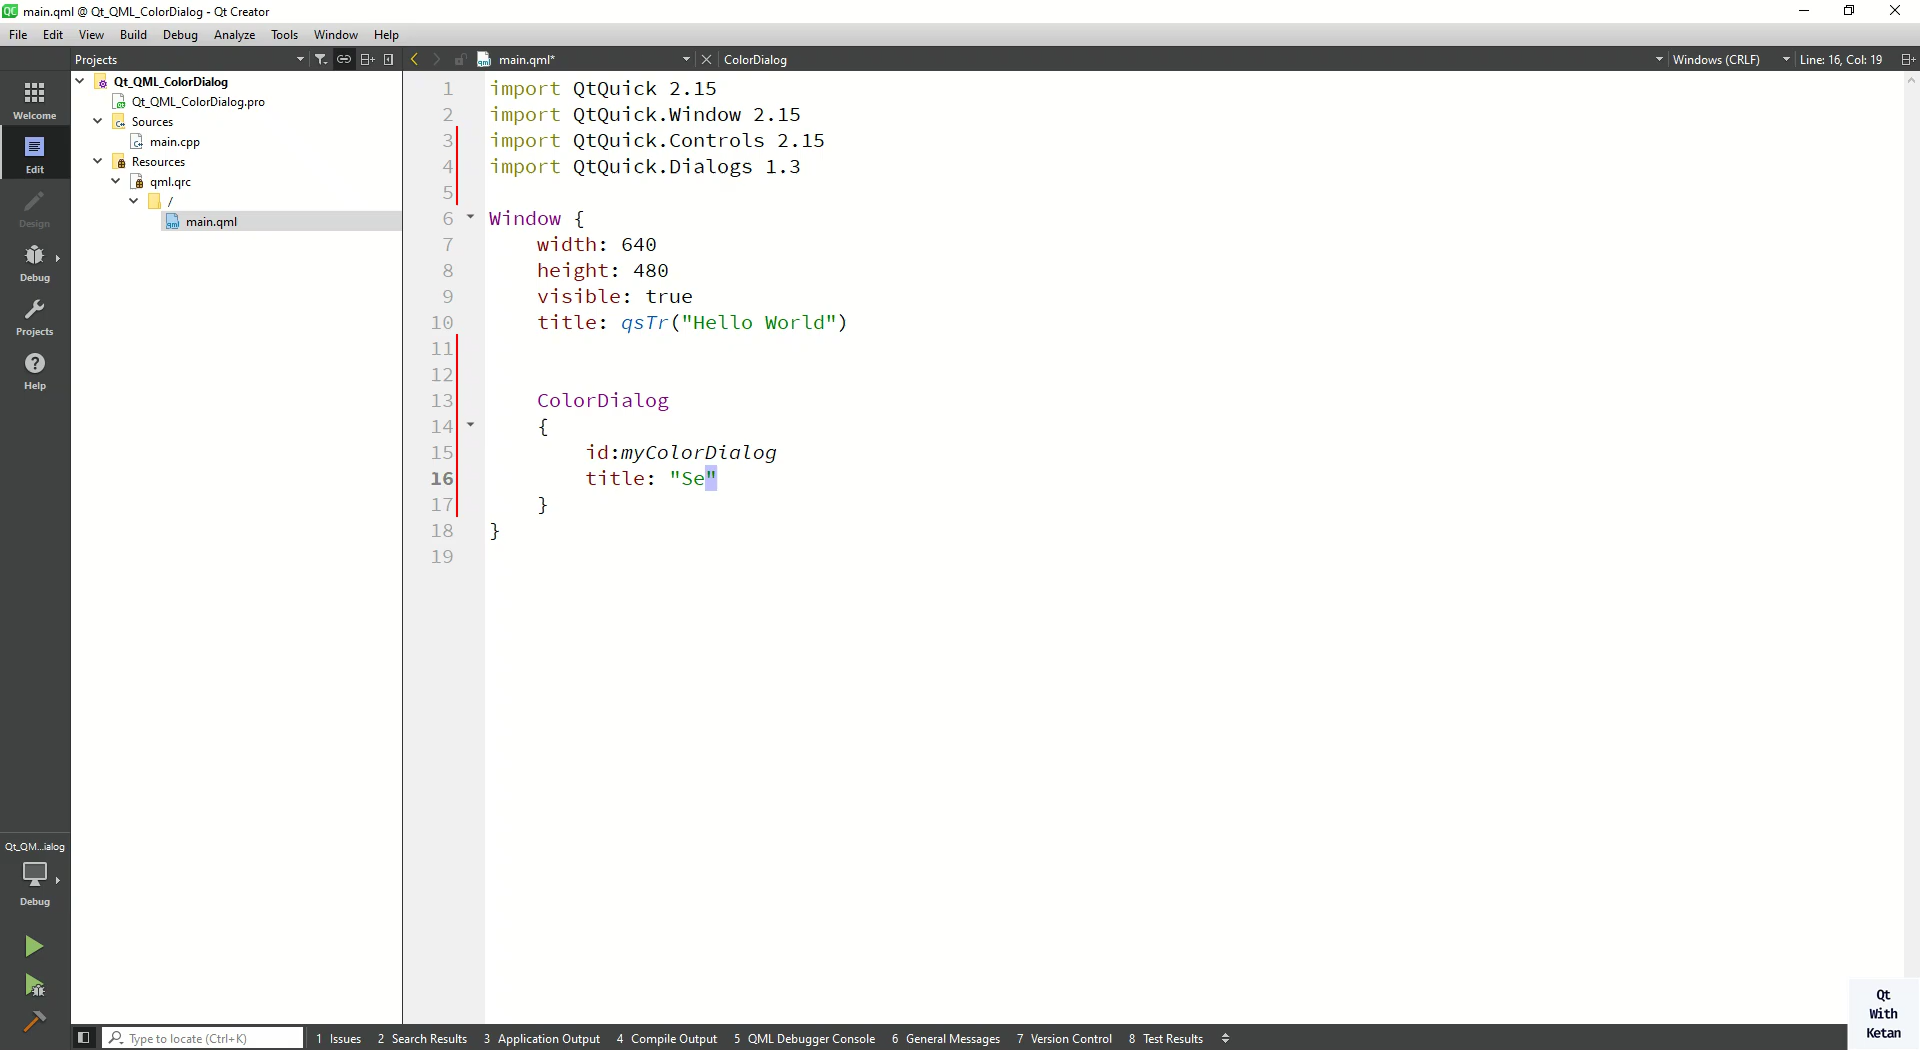 main.qml @ Qt_QML_ColorDialog - Qt Creator
File Edit View Build Debug Analyze Tools Window Help
Projects main.qml* ColorDialog Windows (CRLF) Line: 16, Col: 19
Welcome
Edit
Design
Debug
Projects
Help
Qt_QML_ColorDialog
Qt_QML_ColorDialog.pro
Sources
main.cpp
Resources
qml.qrc
/
main.qml
1 import QtQuick 2.15
2 import QtQuick.Window 2.15
3 import QtQuick.Controls 2.15
4 import QtQuick.Dialogs 1.3
5
6 Window {
7 width: 640
8 height: 480
9 visible: true
10 title: qsTr("Hello World")
11
12
13 ColorDialog
14 {
15 id:myColorDialog
16 title: "Se"
17 }
18 }
19
Qt_QM...ialog
Debug
Type to locate (Ctrl+K) 1 Issues 2 Search Results 3 Application Output 4 Compile Output 5 QML Debugger Console 6 General Messages 7 Version Control 8 Test Results
Qt
With
Ketan